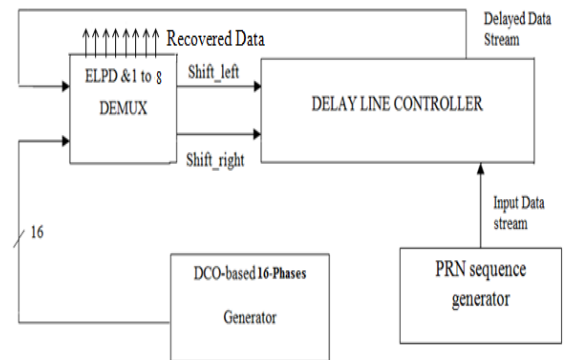 Delayed Data
Stream
Recovered Data
ELPD &1 to 8
DEMUX
Shift_left
DELAY LINE CONTROLLER
Shift_right
Input Data
stream
16
DCO-based 16-Phases
Generator
PRN sequence
generator